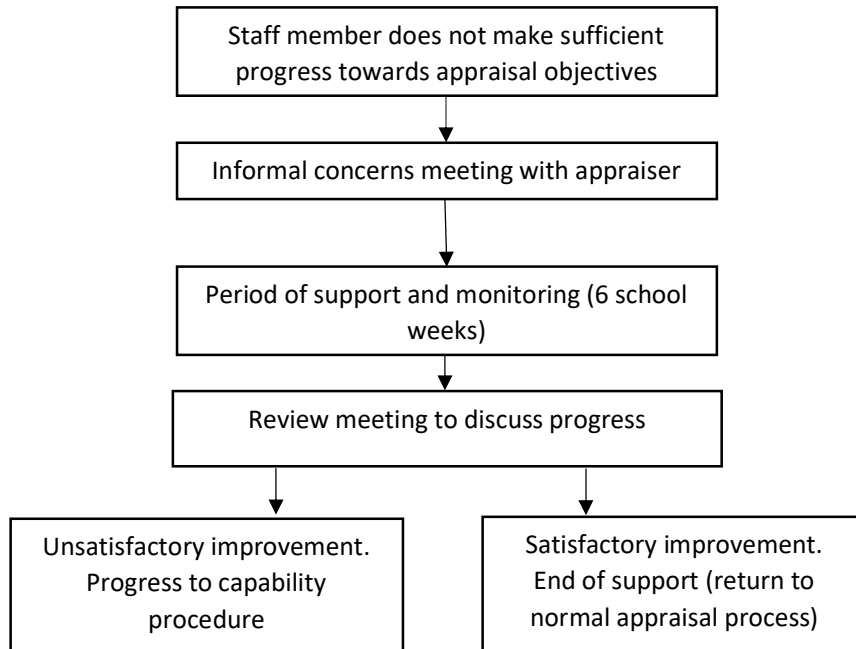 Staff member does not make sufficient
progress towards appraisal objectives
Informal concerns meeting with appraiser
Period of support and monitoring (6 school
weeks)
Review meeting to discuss progress
Unsatisfactory improvement.
Progress to capability
procedure
Satisfactory improvement.
End of support (return to
normal appraisal process)